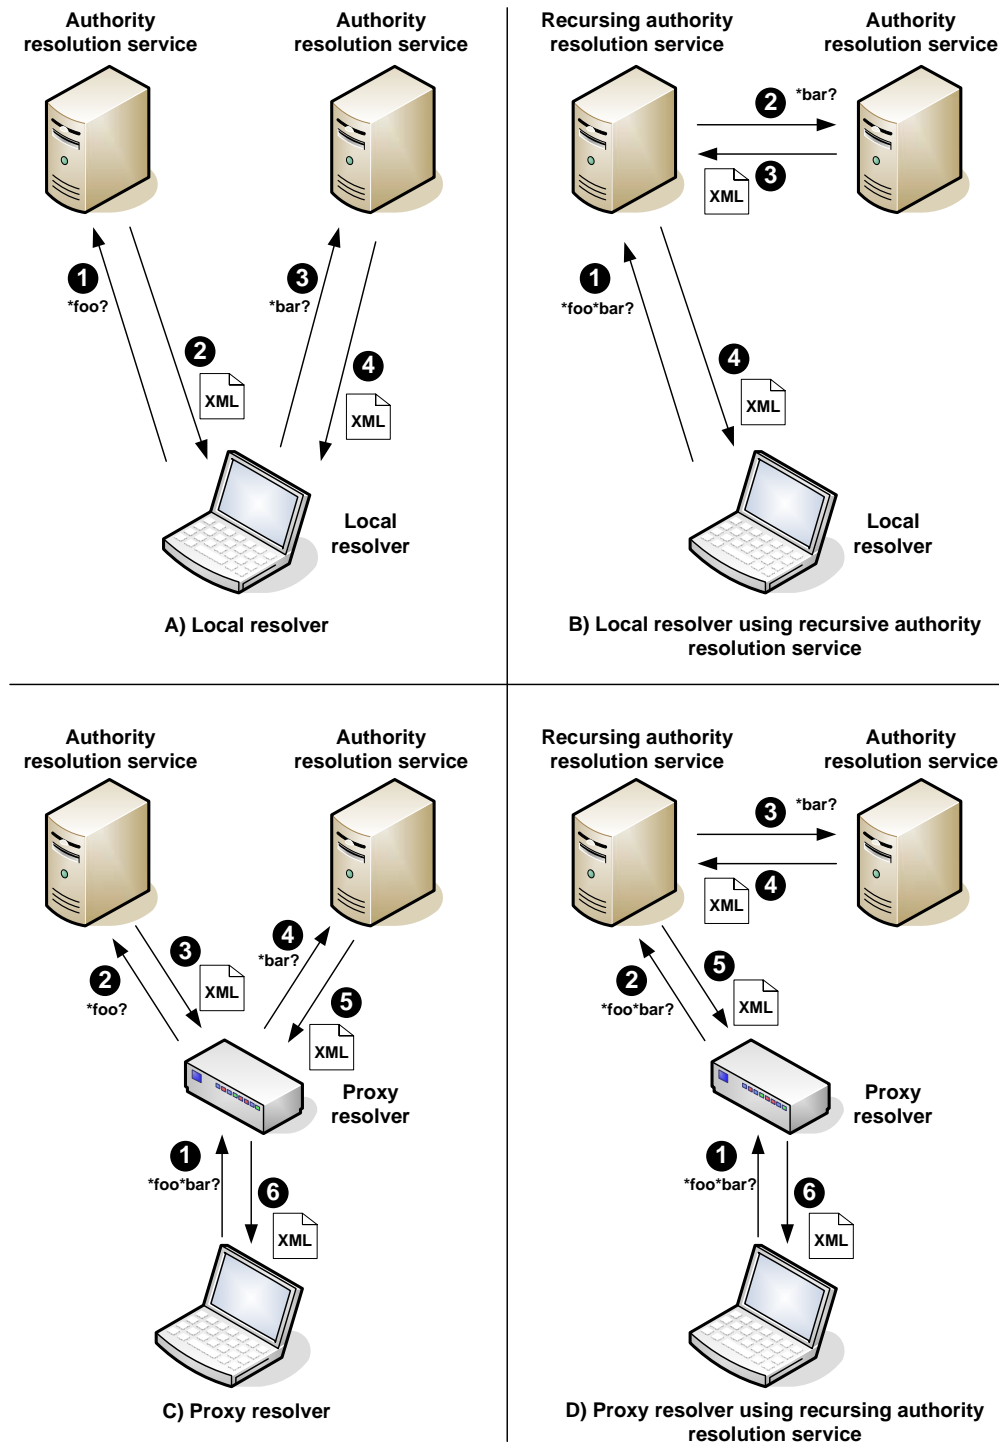 Authority
resolution service
Authority
resolution service
1
*foo?
2
XML
3
*bar?
4
XML
Local
resolver
A) Local resolver
Recursing authority
resolution service
Authority
resolution service
2
*bar?
3
XML
1
*foo*bar?
4
XML
Local
resolver
B) Local resolver using recursive authority
resolution service
Authority
resolution service
Authority
resolution service
2
*foo?
3
XML
4
*bar?
5
XML
Proxy
resolver
1
*foo*bar?
6
XML
C) Proxy resolver
Recursing authority
resolution service
Authority
resolution service
3
*bar?
4
XML
2
*foo*bar?
5
XML
Proxy
resolver
1
*foo*bar?
6
XML
D) Proxy resolver using recursing authority
resolution service